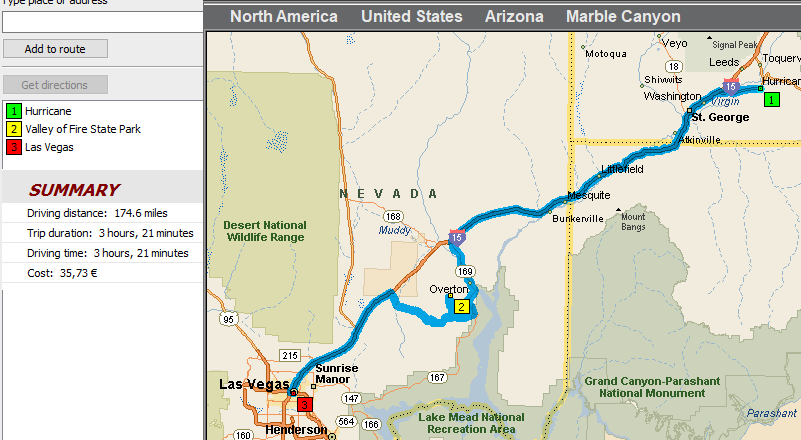 Type place or address
Add to route
Get directions
1 Hurricane
2 Valley of Fire State Park
3 Las Vegas
SUMMARY
Driving distance: 174.6 miles
Trip duration: 3 hours, 21 minutes
Driving time: 3 hours, 21 minutes
Cost: 35,73 €
North America United States Arizona Marble Canyon
Motoqua
Veyo
Signal Peak
Leeds
Toquerv
18
Shivwits
15
Hurrican
Washington
Virgin
1
St. George
Atkinville
Littlefield
NEVADA
Mesquite
168
Bunkerville
Mount
Bangs
Desert National
Wildlife Range
Muddy
15
169
Overton
2
95
215
Sunrise
Manor
Las Vegas
167
Grand Canyon-Parashant
National Monument
3
147
Lake Mead National
Recreation Area
Parashant
564
166
Henderson
160